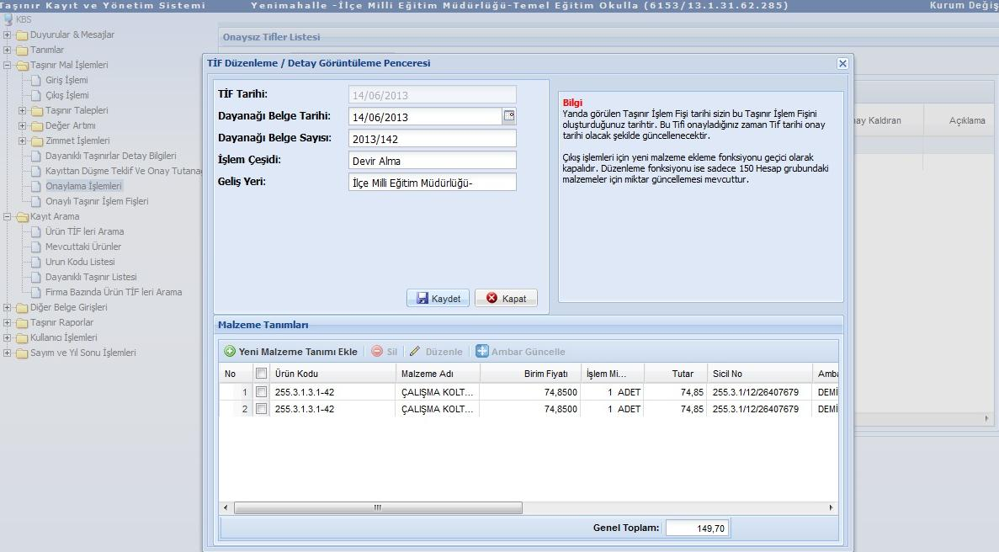 Taşınır Kayıt ve Yönetim Sistemi
Yenimahalle -İlçe Milli Eğitim Müdürlüğü-Temel Eğitim Okulla (6153/13.1.31.62.285)
Kurum Değiş
KBS
Duyurular & Mesajlar
Tanımlar
Taşınır Mal İşlemleri
Giriş İşlemi
Çıkış İşlemi
Taşınır Talepleri
Değer Artımı
Zimmet İşlemleri
Dayanıklı Taşınırlar Detay Bilgileri
Kayıttan Düşme Teklif Ve Onay Tutana
Onaylama İşlemleri
Onaylı Taşınır İşlem Fişleri
Kayıt Arama
Ürün TİF leri Arama
Mevcuttaki Ürünler
Urun Kodu Listesi
Dayanıklı Taşınır Listesi
Firma Bazında Ürün TİF leri Arama
Diğer Belge Girişleri
Taşınır Raporlar
Kullanıcı İşlemleri
Sayım ve Yıl Sonu İşlemleri
Onaysız Tifler Listesi
nay Kaldıran
Açıklama
TİF Düzenleme / Detay Görüntüleme Penceresi
TİF Tarihi: 14/06/2013
Dayanağı Belge Tarihi: 14/06/2013
Dayanağı Belge Sayısı: 2013/142
İşlem Çeşidi: Devir Alma
Geliş Yeri: İlçe Milli Eğitim Müdürlüğü-
Kaydet Kapat
Bilgi
Yanda görülen Taşınır İşlem Fişi tarihi sizin bu Taşınır İşlem Fişini
oluşturduğunuz tarihtir. Bu Tifi onayladığınız zaman Tif tarihi onay
tarihi olacak şekilde güncellenecektir.
Çıkış işlemleri için yeni malzeme ekleme fonksiyonu geçici olarak
kapalıdır. Düzenleme fonksiyonu ise sadece 150 Hesap grubundaki
malzemeler için miktar güncellemesi mevcuttur.
Malzeme Tanımları
Yeni Malzeme Tanımı Ekle Sil Düzenle Ambar Güncelle
No Ürün Kodu Malzeme Adı Birim Fiyatı İşlem Mi... Tutar Sicil No Amba
1 255.3.1.3.1-42 ÇALIŞMA KOLT... 74,8500 1 ADET 74,85 255.3.1/12/26407679 DEMİ
2 255.3.1.3.1-42 ÇALIŞMA KOLT... 74,8500 1 ADET 74,85 255.3.1/12/26407679 DEMİ
Genel Toplam: 149,70